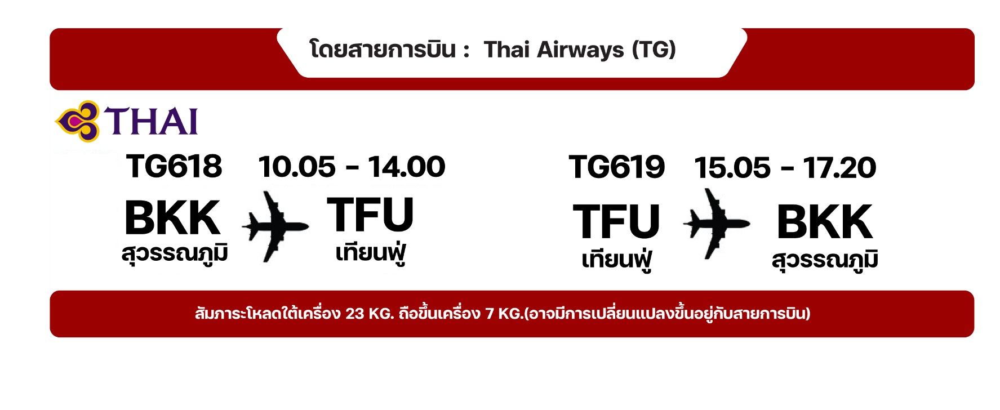 โดยสายการบิน : Thai Airways (TG)
THAI
TG618 10.05 - 14.00
BKK TFU
สุวรรณภูมิ เทียนฟู่
TG619 15.05 - 17.20
TFU BKK
เทียนฟู่ สุวรรณภูมิ
สัมภาระโหลดใต้เครื่อง 23 KG. ถือขึ้นเครื่อง 7 KG.(อาจมีการเปลี่ยนแปลงขึ้นอยู่กับสายการบิน)